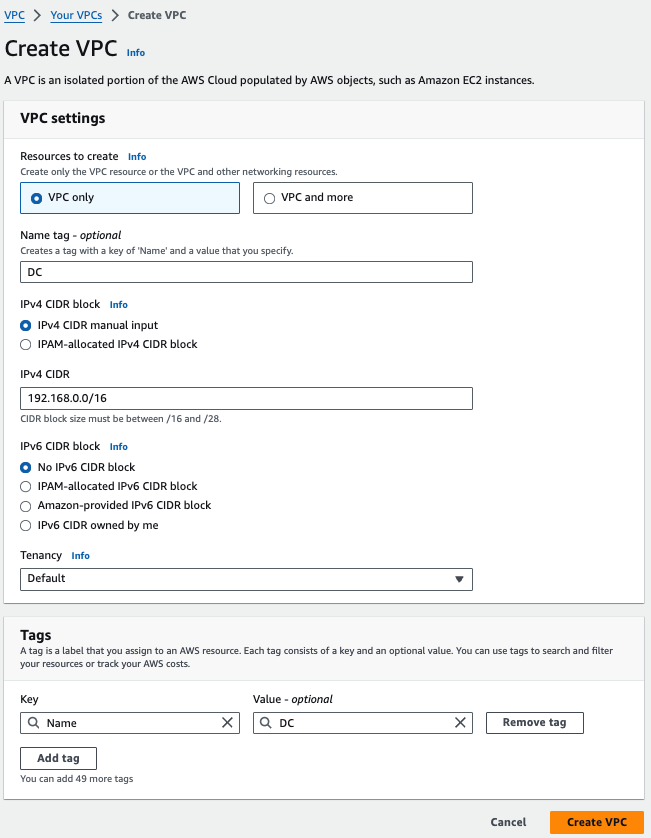 VPC > Your VPCs > Create VPC
Create VPC Info
A VPC is an isolated portion of the AWS Cloud populated by AWS objects, such as Amazon EC2 instances.
VPC settings
Resources to create Info
Create only the VPC resource or the VPC and other networking resources.
VPC only
VPC and more
Name tag - optional
Creates a tag with a key of 'Name' and a value that you specify.
DC
IPv4 CIDR block Info
IPv4 CIDR manual input
IPAM-allocated IPv4 CIDR block
IPv4 CIDR
192.168.0.0/16
CIDR block size must be between /16 and /28.
IPv6 CIDR block Info
No IPv6 CIDR block
IPAM-allocated IPv6 CIDR block
Amazon-provided IPv6 CIDR block
IPv6 CIDR owned by me
Tenancy Info
Default
Tags
A tag is a label that you assign to an AWS resource. Each tag consists of a key and an optional value. You can use tags to search and filter
your resources or track your AWS costs.
Key
Value - optional
Name
DC
Remove tag
Add tag
You can add 49 more tags
Cancel
Create VPC